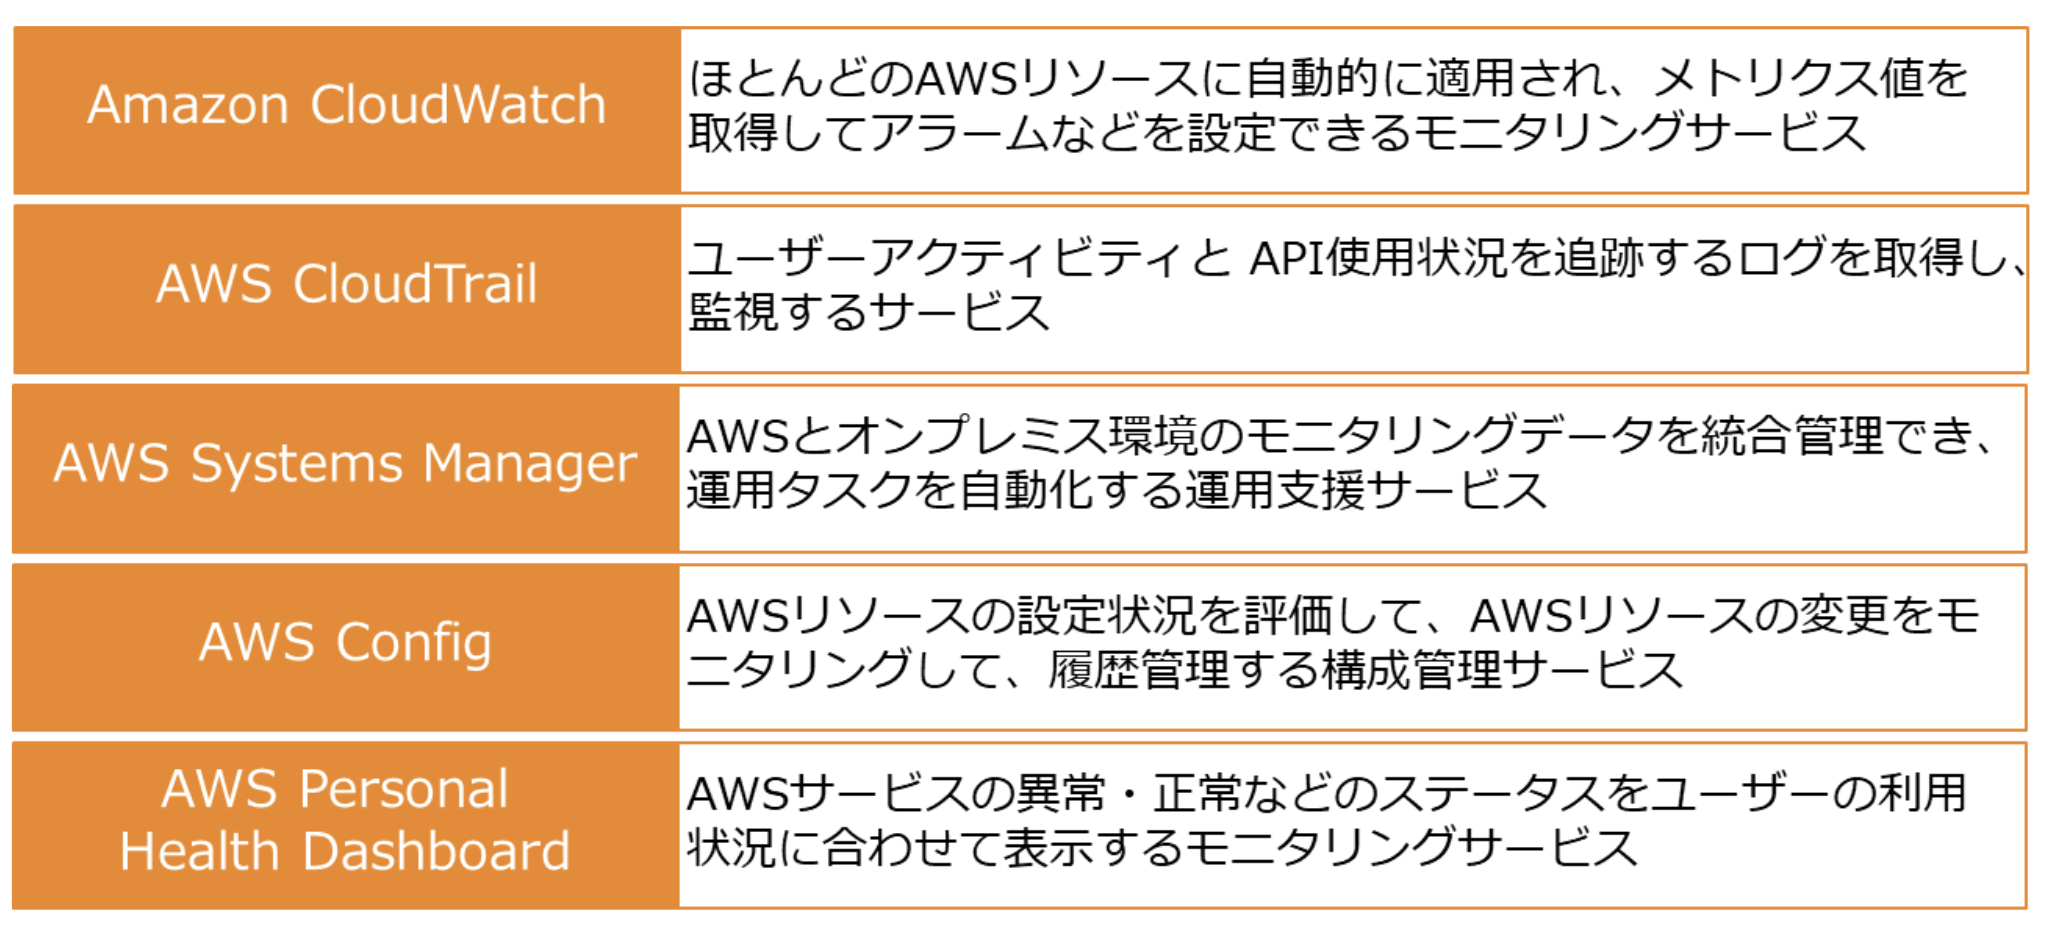 Amazon CloudWatch
ほとんどのAWSリソースに自動的に適用され、メトリクス値を
取得してアラームなどを設定できるモニタリングサービス
AWS CloudTrail
ユーザーアクティビティと API使用状況を追跡するログを取得し、
監視するサービス
AWS Systems Manager
AWSとオンプレミス環境のモニタリングデータを統合管理でき、
運用タスクを自動化する運用支援サービス
AWS Config
AWSリソースの設定状況を評価して、AWSリソースの変更をモ
ニタリングして、履歴管理する構成管理サービス
AWS Personal
Health Dashboard
AWSサービスの異常・正常などのステータスをユーザーの利用
状況に合わせて表示するモニタリングサービス